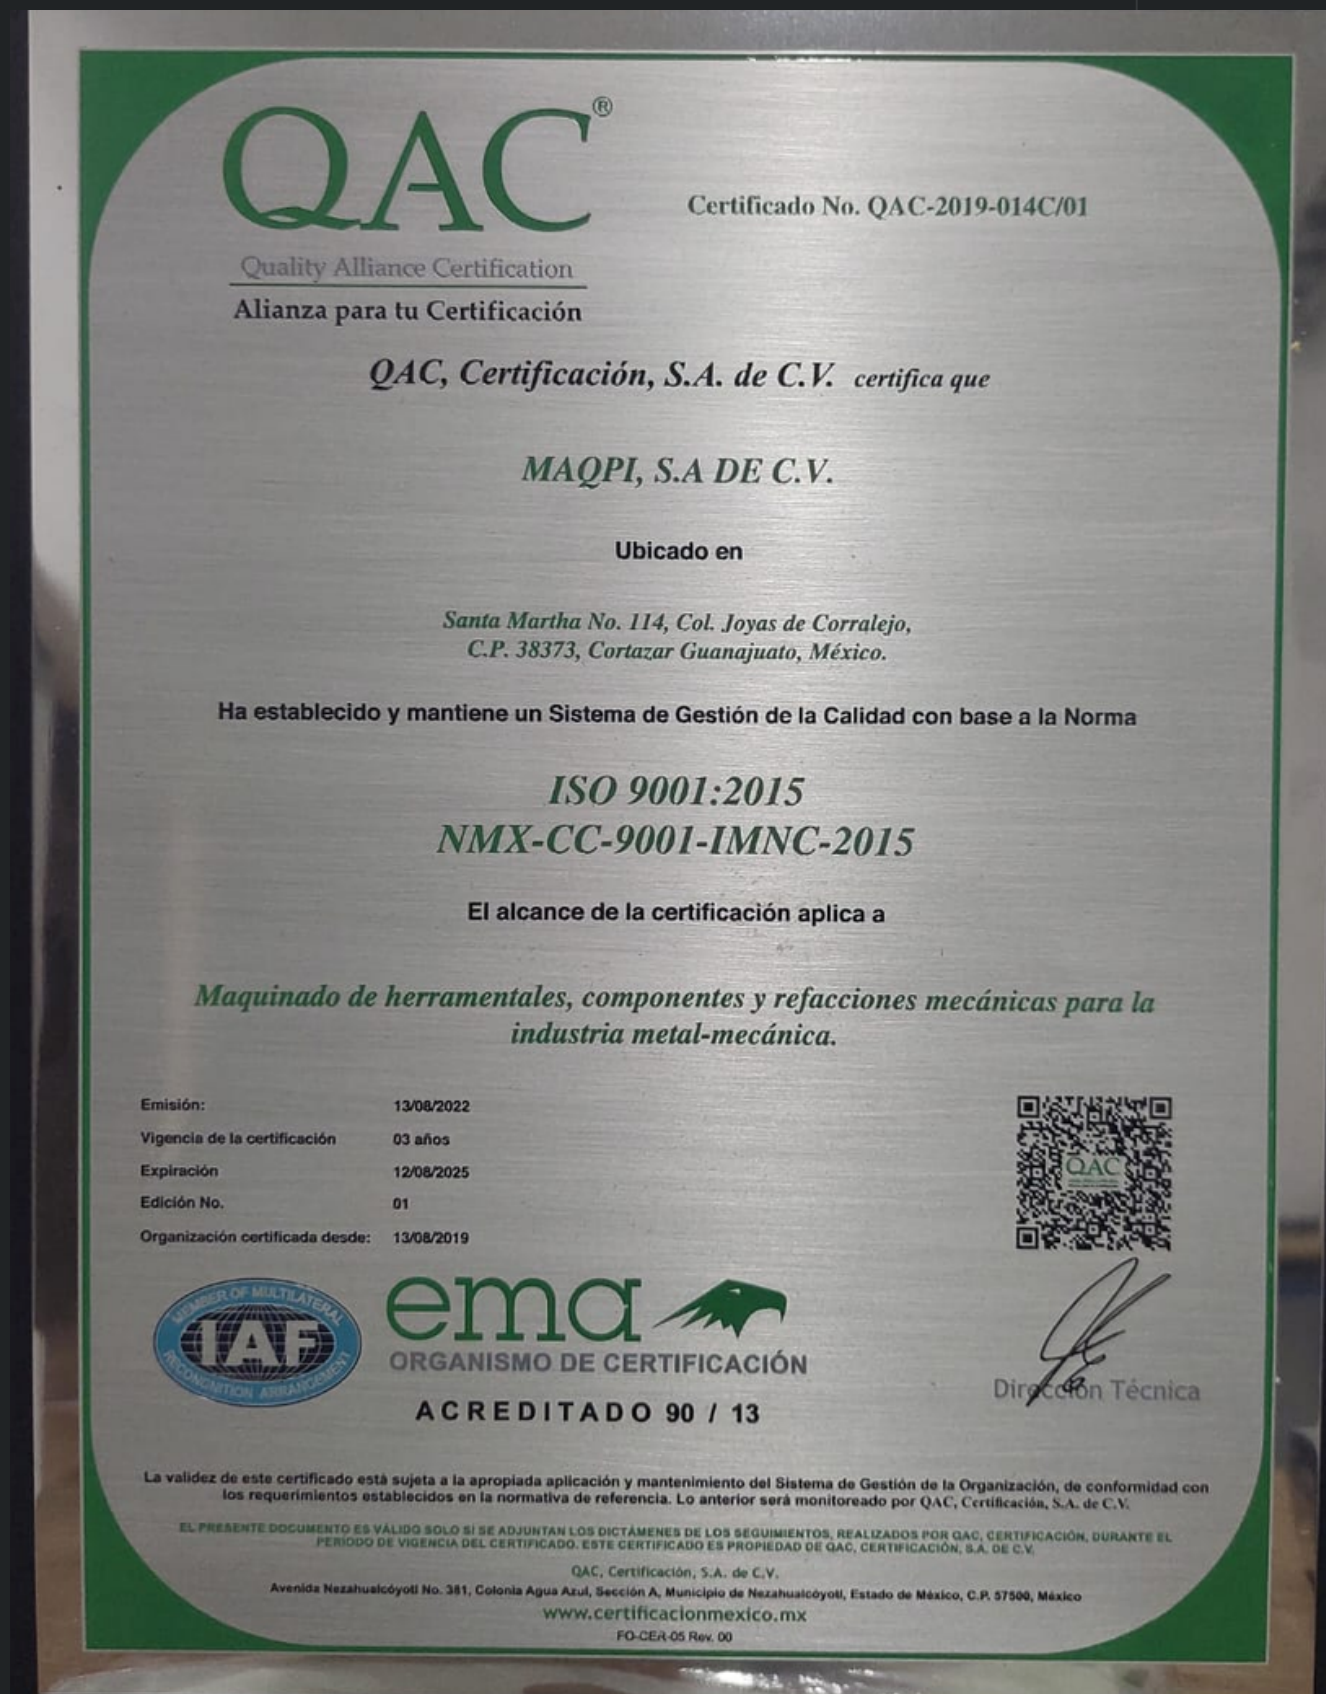 QAC®
Certificado No. QAC-2019-014C/01
Quality Alliance Certification
Alianza para tu Certificación
QAC, Certificación, S.A. de C.V. certifica que
MAQPI, S.A DE C.V.
Ubicado en
Santa Martha No. 114, Col. Joyas de Corralejo,
C.P. 38373, Cortazar Guanajuato, México.
Ha establecido y mantiene un Sistema de Gestión de la Calidad con base a la Norma
ISO 9001:2015
NMX-CC-9001-IMNC-2015
El alcance de la certificación aplica a
Maquinado de herramentales, componentes y refacciones mecánicas para la
industria metal-mecánica.
Emisión: 13/08/2022
Vigencia de la certificación 03 años
Expiración 12/08/2025
Edición No. 01
Organización certificada desde: 13/08/2019
QAC
MEMBER OF MULTILATERAL
IAF
RECONGNITION ARRANGEMENT
ema
ORGANISMO DE CERTIFICACIÓN
ACREDITADO 90 / 13
Dirección Técnica
La validez de este certificado está sujeta a la apropiada aplicación y mantenimiento del Sistema de Gestión de la Organización, de conformidad con
los requerimientos establecidos en la normativa de referencia. Lo anterior será monitoreado por QAC, Certificación, S.A. de C.V.
EL PRESENTE DOCUMENTO ES VÁLIDO SOLO SI SE ADJUNTAN LOS DICTÁMENES DE LOS SEGUIMIENTOS, REALIZADOS POR QAC, CERTIFICACIÓN, DURANTE EL
PERIODO DE VIGENCIA DEL CERTIFICADO. ESTE CERTIFICADO ES PROPIEDAD DE QAC, CERTIFICACIÓN, S.A. DE C.V.
QAC, Certificación, S.A. de C.V.
Avenida Nezahualcóyotl No. 381, Colonia Agua Azul, Sección A, Municipio de Nezahualcóyotl, Estado de México, C.P. 57500, México
www.certificacionmexico.mx
FO-CER-05 Rev. 00